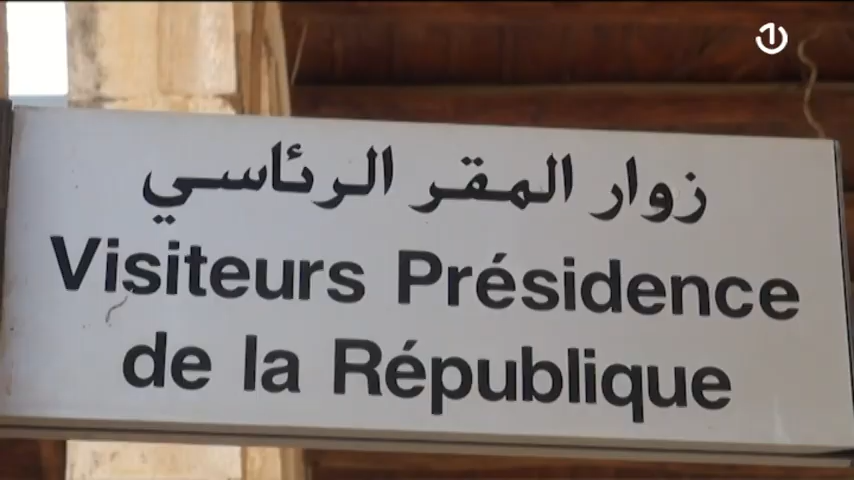 زوار المقر الرئاسي
Visiteurs Présidence
de la République